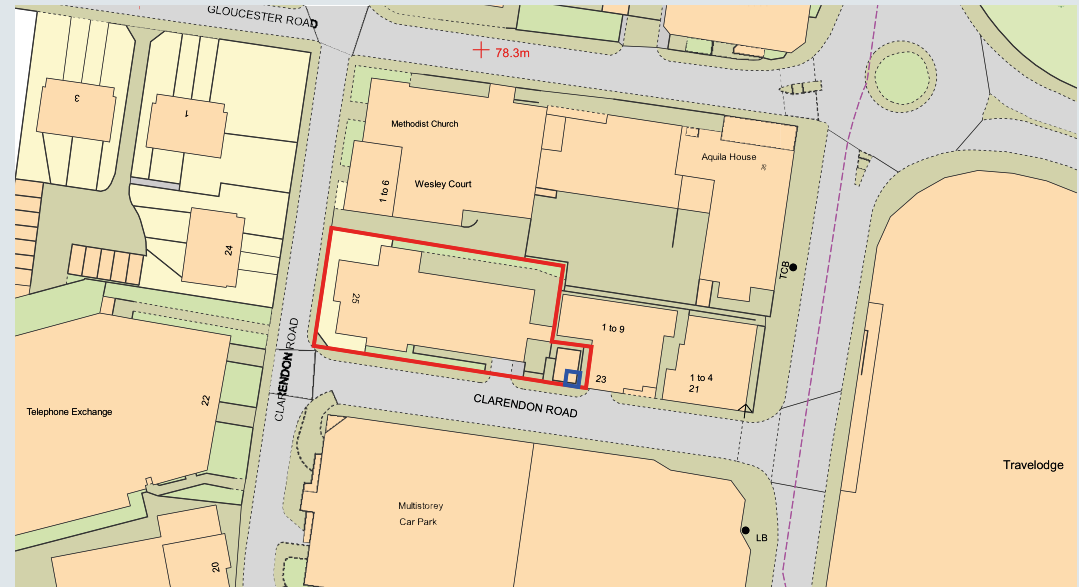 GLOUCESTER ROAD
78.3m
3
1
Methodist Church
Aquila House
Wesley Court
1 to 6
24
TCB
25
1 to 9
23
1 to 4
21
CLARENDON ROAD
CLARENDON ROAD
22
Telephone Exchange
Travelodge
Multistorey
Car Park
LB
20